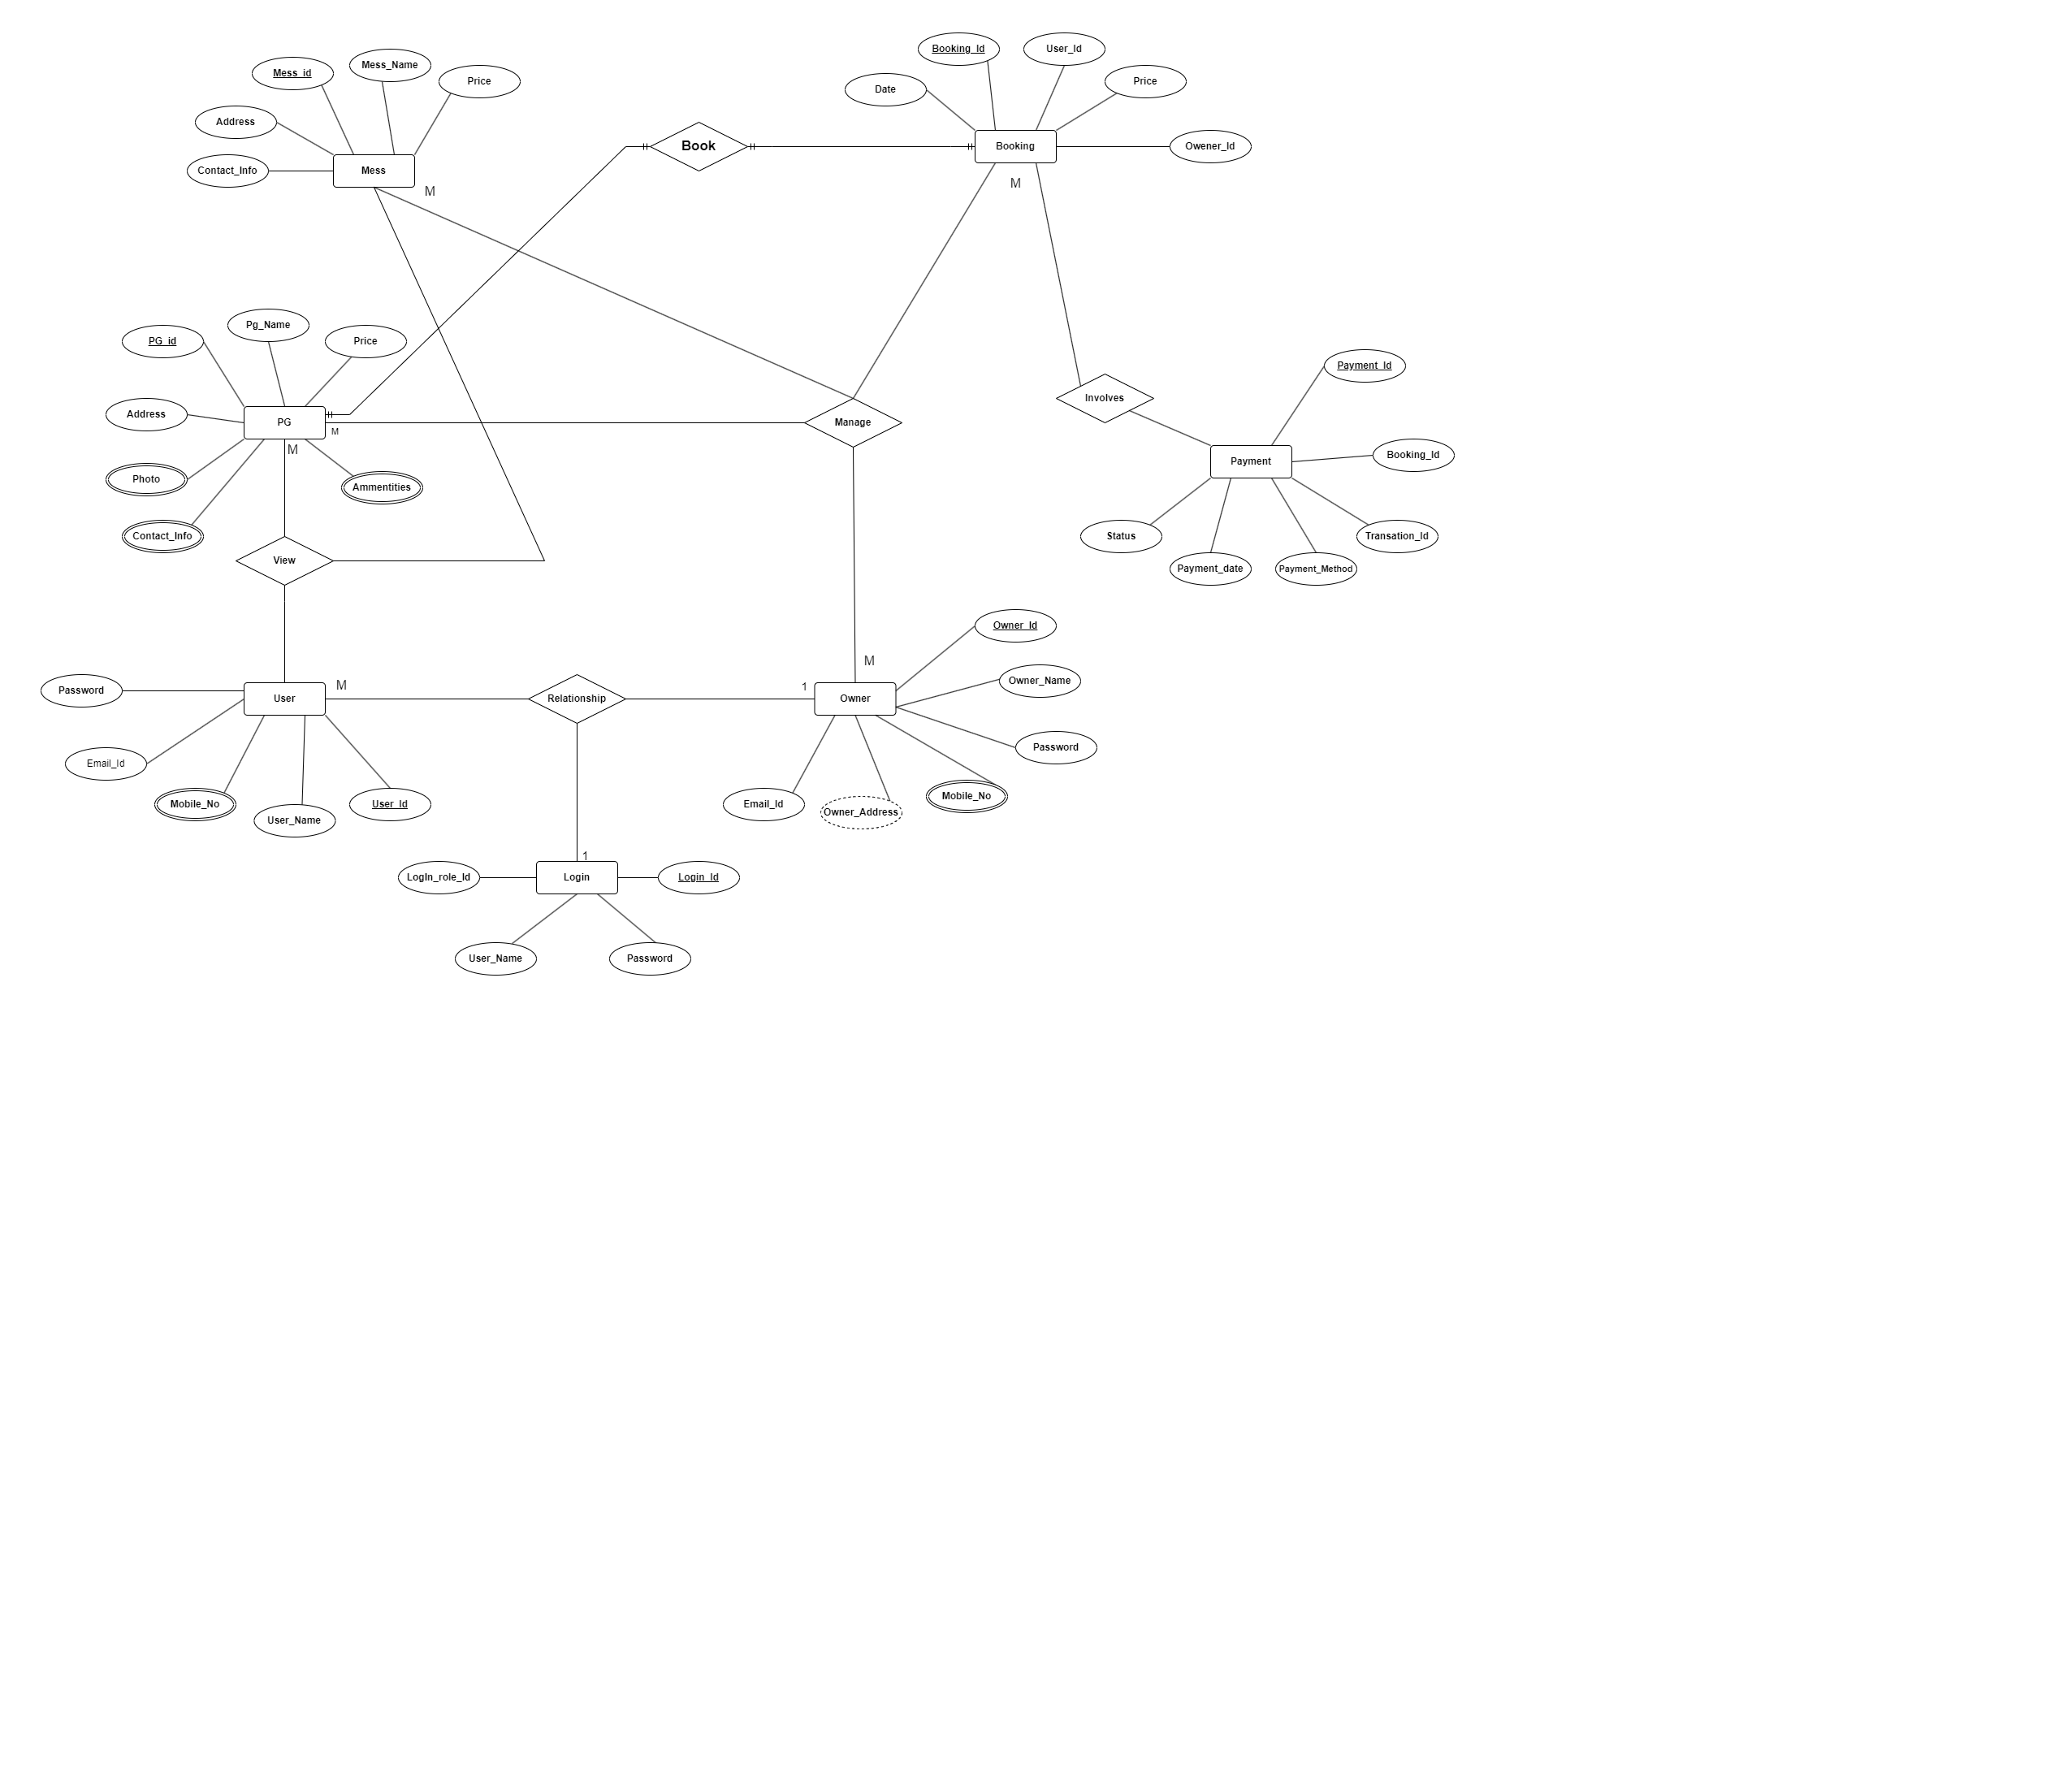 Booking_Id
User_Id
Mess_Name
Mess_id
Price
Price
Date
Address
Book
Booking
Owener_Id
Contact_Info
Mess
M
M
Pg_Name
PG_id
Price
Payment_Id
Involves
Address
PG
M
Manage
M
Booking_Id
Payment
Photo
Ammentities
Contact_Info
Status
Transation_Id
View
Payment_date
Payment_Method
Owner_Id
M
Owner_Name
Password
User
M
Relationship
1
Owner
Password
Email_Id
Mobile_No
Mobile_No
User_Id
Email_Id
Owner_Address
User_Name
1
LogIn_role_Id
Login
Login_Id
User_Name
Password